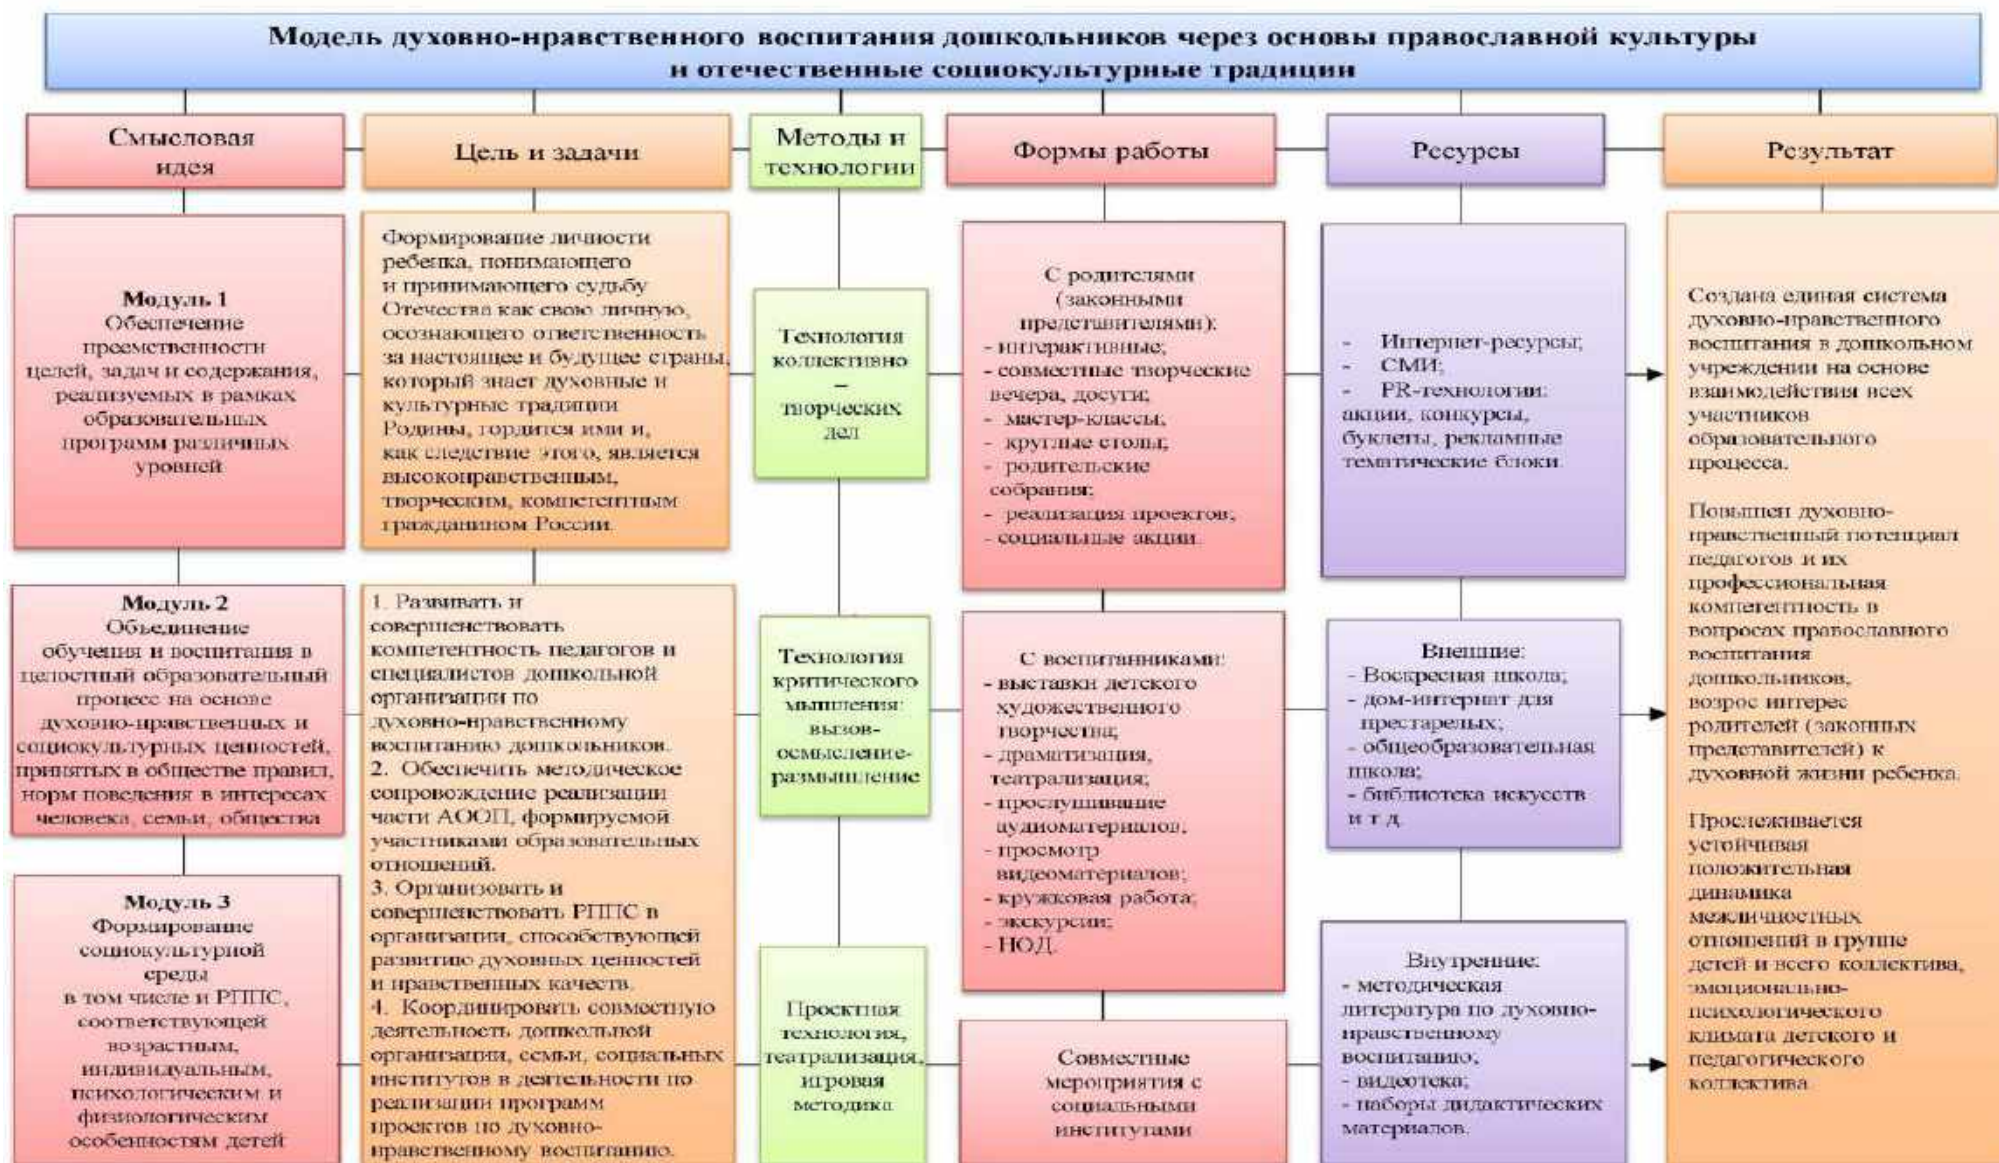 Модель духовно-нравственного воспитания дошкольников через основы православной культуры
и отечественные социокультурные традиции
Смысловая
идея
Цель и задачи
Методы и
технологии
Формы работы
Ресурсы
Результат
Модуль 1
Обеспечение
преемственности
целей, задач и содержания,
реализуемых в рамках
образовательных
программ различных
уровней
Модуль 2
Объединение
обучения и воспитания в
целостный образовательный
процесс на основе
духовно-нравственных и
социокультурных ценностей,
принятых в обществе правил,
норм поведения в интересах
человека, семьи, общества
Модуль 3
Формирование
социокультурной
среды
в том числе и РППС,
соответствующей
возрастным,
индивидуальным,
психологическим и
физиологическим
особенностям детей
Формирование личности
ребенка, понимающего
и принимающего судьбу
Отечества как свою личную,
осознающего ответственность
за настоящее и будущее страны,
который знает духовные и
культурные традиции
Родины, гордится ими и,
как следствие этого, является
высоконравственным,
творческим, компетентным
гражданином России.
1. Развивать и
совершенствовать
компетентность педагогов и
специалистов дошкольной
организации по
духовно-нравственному
воспитанию дошкольников.
2. Обеспечить методическое
сопровождение реализации
части АООП, формируемой
участниками образовательных
отношений.
3. Организовать и
совершенствовать РППС в
организации, способствующей
развитию духовных ценностей
и нравственных качеств.
4. Координировать совместную
деятельность дошкольной
организации, семьи, социальных
институтов в деятельности по
реализации программ
проектов по духовно-
нравственному воспитанию.
Технология
коллективно
–
творческих
дел
Технология
критического
мышления:
вызов-
осмысление-
размышление
Проектная
технология,
театрализация,
игровая
методика
С родителями
(законными
представителями):
- интерактивные;
- совместные творческие
вечера, досуги;
- мастер-классы;
- круглые столы;
- родительские
собрания;
- реализация проектов;
- социальные акции.
С воспитанниками:
- выставки детского
художественного
творчества;
- драматизация,
театрализация;
- прослушивание
аудиоматериалов;
- просмотр
видеоматериалов;
- кружковая работа;
- экскурсии;
- НОД.
Совместные
мероприятия с
социальными
институтами
- Интернет-ресурсы;
- СМИ;
- PR-технологии:
акции, конкурсы,
буклеты, рекламные
тематические блоки.
Внешние:
- Воскресная школа;
- дом-интернат для
престарелых;
- общеобразовательная
школа;
- библиотека искусств
и т.д.
Внутренние:
- методическая
литература по духовно-
нравственному
воспитанию;
- видеотека;
- наборы дидактических
материалов.
Создана единая система
духовно-нравственного
воспитания в дошкольном
учреждении на основе
взаимодействия всех
участников
образовательного
процесса.
Повышен духовно-
нравственный потенциал
педагогов и их
профессиональная
компетентность в
вопросах православного
воспитания
дошкольников,
возрос интерес
родителей (законных
представителей) к
духовной жизни ребенка.
Прослеживается
устойчивая
положительная
динамика
межличностных
отношений в группе
детей и всего коллектива,
эмоционально-
психологического
климата детского и
педагогического
коллектива